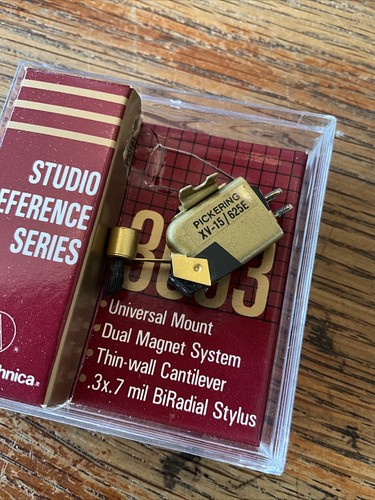 STUDIO
EFERENCE
SERIES
hnica®
PICKERING
XV-15/625E
• Universal Mount
• Dual Magnet System
• Thin-wall Cantilever
• .3x.7 mil BiRadial Stylus